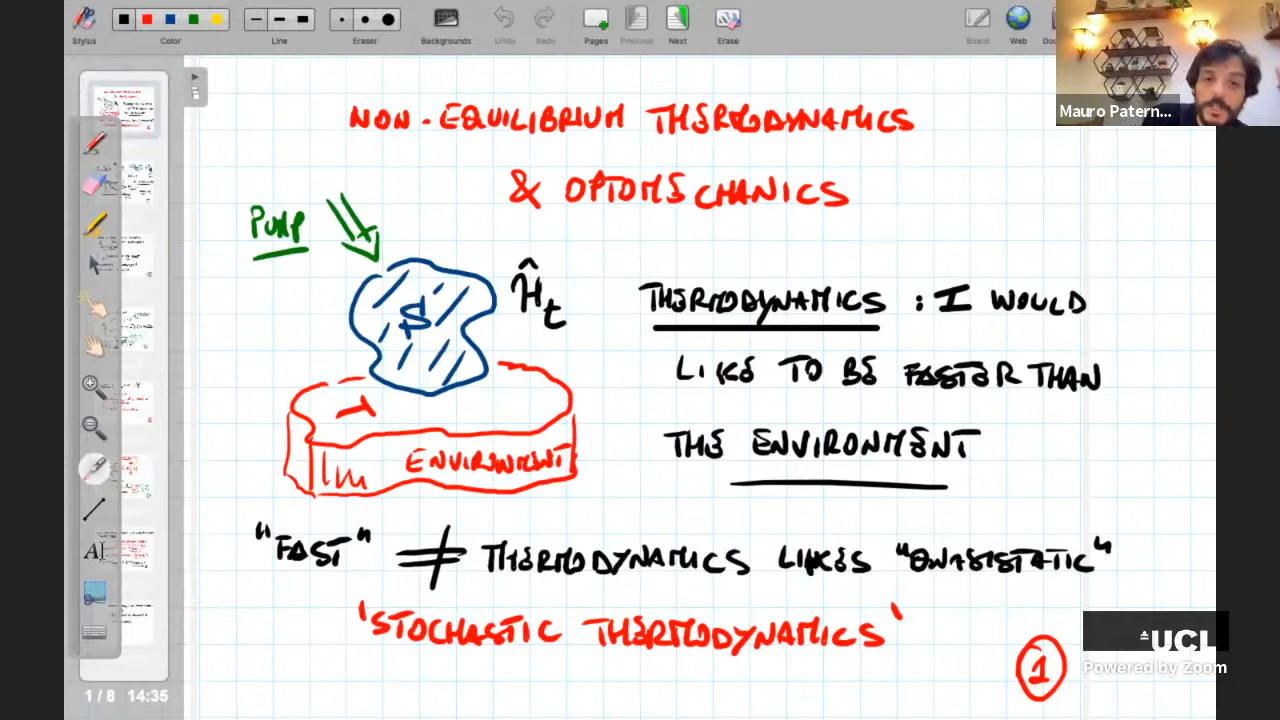 Stylus
Color
Line
Eraser
Backgrounds
Undo
Redo
Pages
Previous
Next
Erase
Board
Web
Mauro Patern...
NON-EQUILIBRIUM THERMODYNAMICS
& OPTOMECHANICS
PUMP
S
Ĥt
THERMODYNAMICS : I WOULD
LIKE TO BE FASTER THAN
THE ENVIRONMENT
T
ENVIRONMENT
"FAST" ≠ THERMODYNAMICS LIKES "QUASISTATIC"
'STOCHASTIC THERMODYNAMICS'
1
UCL
Powered by Zoom
1 / 8 14:35